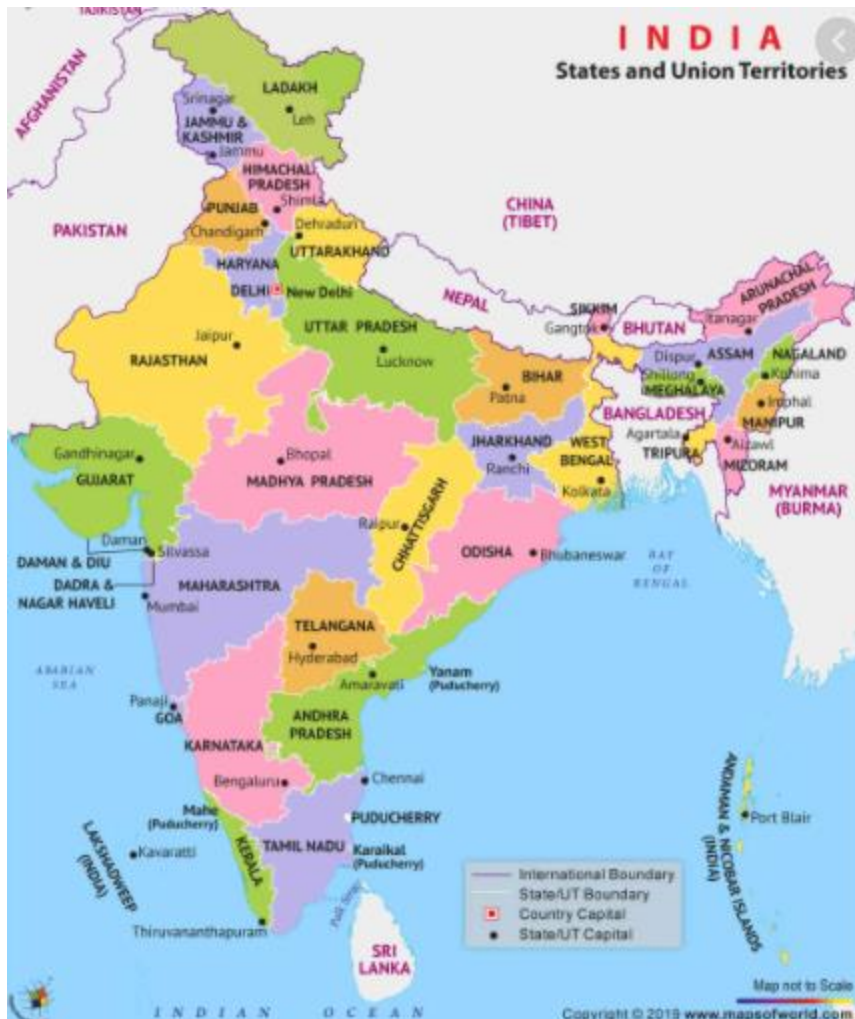 TAJIKISTAN
INDIA
States and Union Territories
AFGHANISTAN
LADAKH
Srinagar
Leh
JAMMU &
KASHMIR
Jammu
HIMACHAL
PRADESH
Shimla
CHINA
(TIBET)
PUNJAB
Chandigarh
Dehradun
PAKISTAN
UTTARAKHAND
HARYANA
DELHI
New Delhi
NEPAL
ARUNACHAL
PRADESH
SIKKIM
Itanagar
Gangtok
BHUTAN
UTTAR PRADESH
Jaipur
RAJASTHAN
Lucknow
Dispur
ASSAM
NAGALAND
BIHAR
Shillong
Kohima
MEGHALAYA
Patna
Imphal
BANGLADESH
MANIPUR
JHARKHAND
WEST
BENGAL
Agartala
Aizawl
Gandhinagar
Bhopal
TRIPURA
Ranchi
MIZORAM
GUJARAT
MADHYA PRADESH
Kolkata
MYANMAR
(BURMA)
CHHATTISGARH
Raipur
Daman
Silvassa
ODISHA
Bhubaneswar
BAY
OF
BENGAL
DAMAN & DIU
DADRA &
NAGAR HAVELI
MAHARASHTRA
Mumbai
TELANGANA
Hyderabad
ARABIAN
SEA
Yanam
(Puducherry)
Amaravati
Panaji
GOA
ANDHRA
PRADESH
KARNATAKA
Bengaluru
Chennai
Mahe
(Puducherry)
PUDUCHERRY
ANDAMAN & NICOBAR ISLANDS
(INDIA)
Port Blair
LAKSHADWEEP
(INDIA)
Kavaratti
KERALA
TAMIL NADU
Karaikal
(Puducherry)
International Boundary
State/UT Boundary
Country Capital
State/UT Capital
Thiruvananthapuram
SRI
LANKA
Map not to Scale
INDIAN OCEAN
Copyright © 2019 www.mapsofworld.com